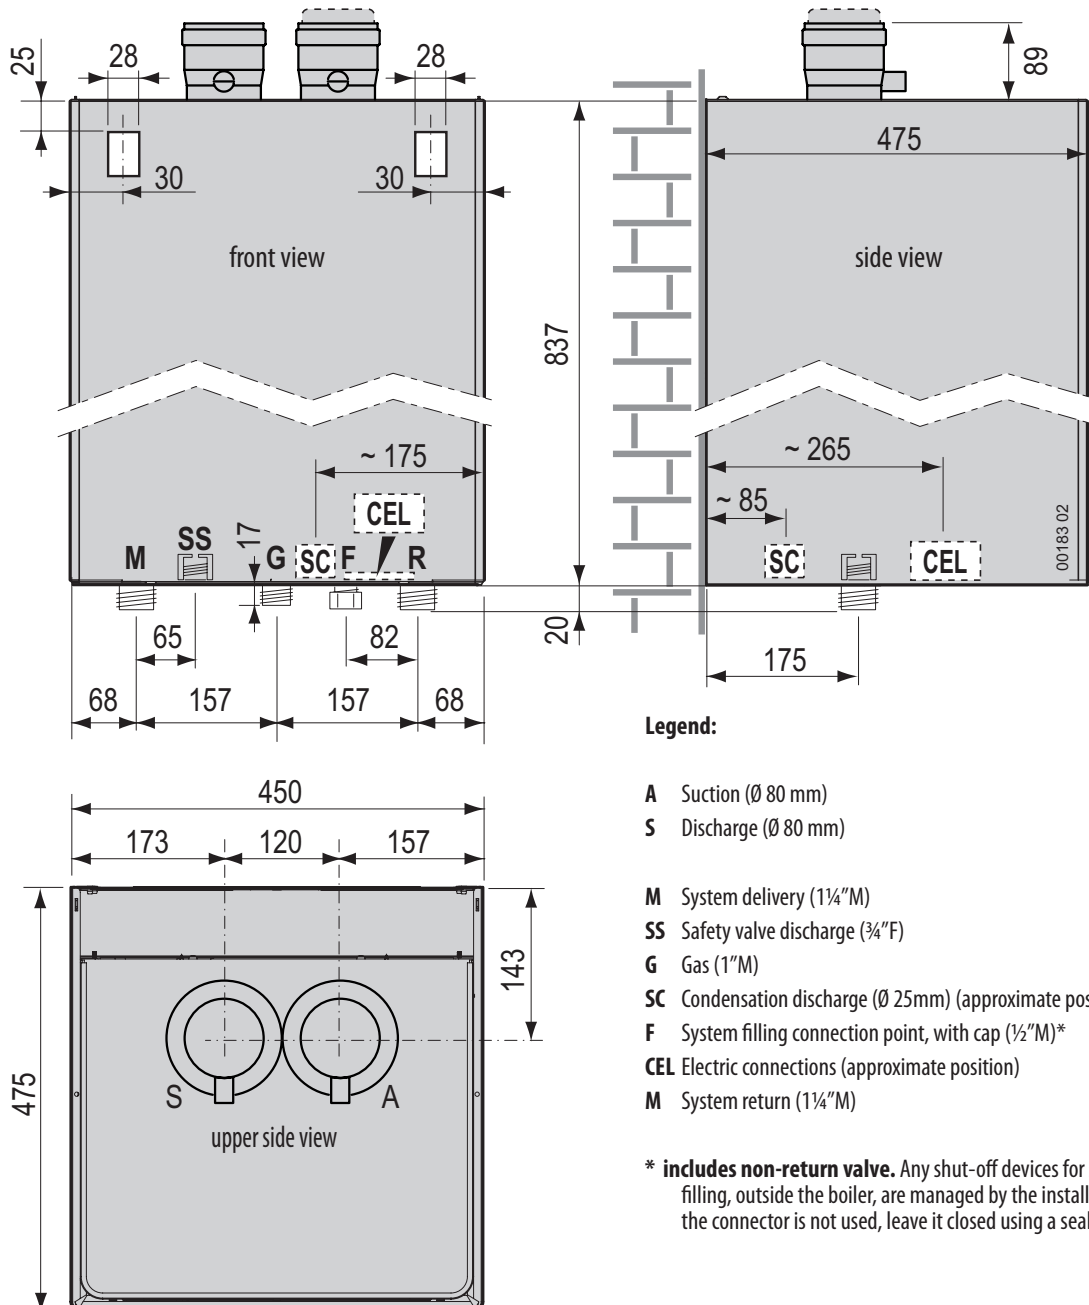 25
28
28
89
30
30
475
front view
side view
837
~ 175
~ 265
~ 85
CEL
17
M
SS
G
SC
F
R
SC
CEL
00183 02
65
82
20
175
68
157
157
68
450
173
120
157
143
475
S
A
upper side view
Legend:
A Suction (Ø 80 mm)
S Discharge (Ø 80 mm)
M System delivery (1¼”M)
SS Safety valve discharge (¾”F)
G Gas (1”M)
SC Condensation discharge (Ø 25mm) (approximate pos
F System filling connection point, with cap (½”M)*
CEL Electric connections (approximate position)
M System return (1¼”M)
* includes non-return valve. Any shut-off devices for
filling, outside the boiler, are managed by the install
the connector is not used, leave it closed using a seal